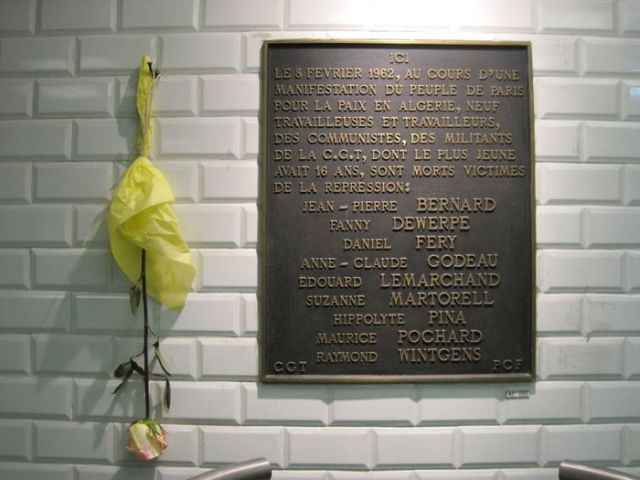 ICI
LE 8 FEVRIER 1962, AU COURS D'UNE
MANIFESTATION DU PEUPLE DE PARIS
POUR LA PAIX EN ALGERIE, NEUF
TRAVAILLEUSES ET TRAVAILLEURS,
DES COMMUNISTES, DES MILITANTS
DE LA C.G.T, DONT LE PLUS JEUNE
AVAIT 16 ANS, SONT MORTS VICTIMES
DE LA REPRESSION:
JEAN-PIERRE BERNARD
FANNY DEWERPE
DANIEL FERY
ANNE-CLAUDE GODEAU
EDOUARD LEMARCHAND
SUZANNE MARTORELL
HIPPOLYTE PINA
MAURICE POCHARD
RAYMOND WINTGENS
CGT PCF